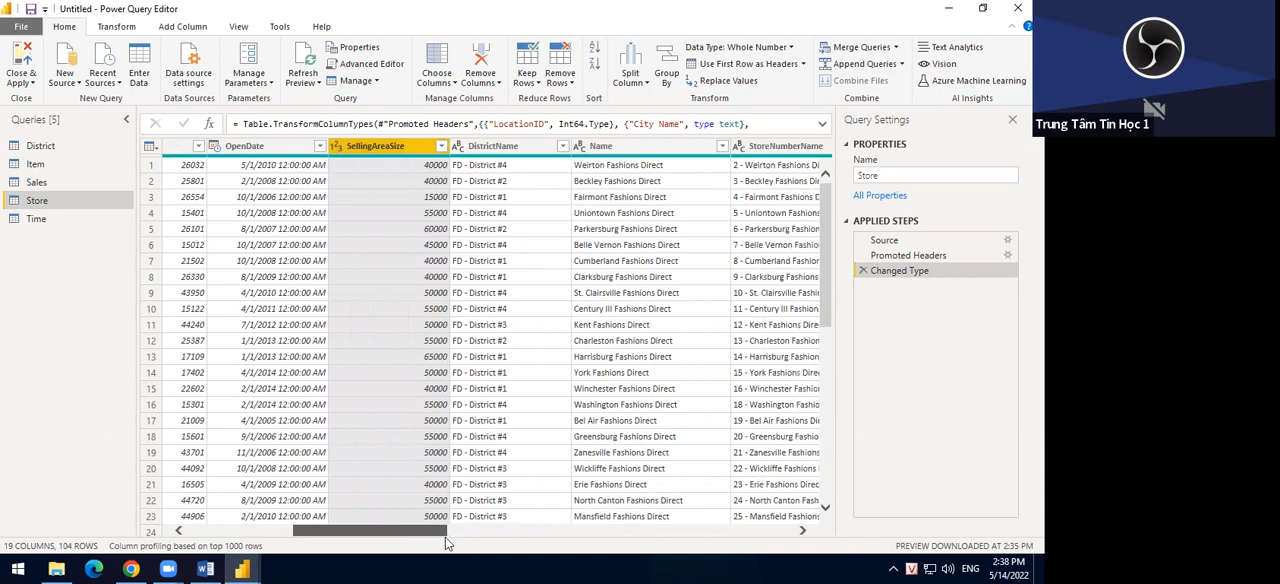 Untitled - Power Query Editor
File Home Transform Add Column View Tools Help
Close & Apply New Source Recent Sources Enter Data Data source settings Manage Parameters Refresh Preview Properties Advanced Editor Manage Choose Columns Remove Columns Keep Rows Remove Rows Split Column Group By Data Type: Whole Number Use First Row as Headers Replace Values Merge Queries Append Queries Combine Files Text Analytics Vision Azure Machine Learning
Close New Query Data Sources Parameters Query Manage Columns Reduce Rows Sort Transform Combine AI Insights
Trung Tâm Tin Học 1
Queries [5]
District
Item
Sales
Store
Time
= Table.TransformColumnTypes(#"Promoted Headers",{{"LocationID", Int64.Type}, {"City Name", type text},
OpenDate SellingAreaSize DistrictName Name StoreNumberName
1 26032 5/1/2010 12:00:00 AM 40000 FD - District #4 Weirton Fashions Direct 2 - Weirton Fashions D
2 25801 2/1/2008 12:00:00 AM 40000 FD - District #2 Beckley Fashions Direct 3 - Beckley Fashions D
3 26554 10/1/2006 12:00:00 AM 15000 FD - District #1 Fairmont Fashions Direct 4 - Fairmont Fashions
4 15401 10/1/2008 12:00:00 AM 55000 FD - District #4 Uniontown Fashions Direct 5 - Uniontown Fashion
5 26101 8/1/2007 12:00:00 AM 60000 FD - District #2 Parkersburg Fashions Direct 6 - Parkersburg Fashion
6 15012 10/1/2007 12:00:00 AM 45000 FD - District #4 Belle Vernon Fashions Direct 7 - Belle Vernon Fashio
7 21502 10/1/2008 12:00:00 AM 40000 FD - District #1 Cumberland Fashions Direct 8 - Cumberland Fashion
8 26330 8/1/2009 12:00:00 AM 40000 FD - District #1 Clarksburg Fashions Direct 9 - Clarksburg Fashions
9 43950 4/1/2010 12:00:00 AM 50000 FD - District #4 St. Clairsville Fashions Direct 10 - St. Clairsville Fashi
10 15122 4/1/2011 12:00:00 AM 55000 FD - District #4 Century III Fashions Direct 11 - Century III Fashion
11 44240 7/1/2012 12:00:00 AM 50000 FD - District #3 Kent Fashions Direct 12 - Kent Fashions Dire
12 25387 1/1/2013 12:00:00 AM 55000 FD - District #2 Charleston Fashions Direct 13 - Charleston Fashion
13 17109 1/1/2013 12:00:00 AM 65000 FD - District #1 Harrisburg Fashions Direct 14 - Harrisburg Fashion
14 17402 4/1/2013 12:00:00 AM 50000 FD - District #1 York Fashions Direct 15 - York Fashions Dire
15 22602 2/1/2014 12:00:00 AM 40000 FD - District #1 Winchester Fashions Direct 16 - Winchester Fashion
16 15301 2/1/2014 12:00:00 AM 55000 FD - District #4 Washington Fashions Direct 18 - Washington Fashio
17 21009 4/1/2005 12:00:00 AM 50000 FD - District #1 Bel Air Fashions Direct 19 - Bel Air Fashions Di
18 15601 9/1/2006 12:00:00 AM 55000 FD - District #4 Greensburg Fashions Direct 20 - Greensburg Fashion
19 43701 11/1/2006 12:00:00 AM 50000 FD - District #4 Zanesville Fashions Direct 21 - Zanesville Fashions
20 44092 10/1/2008 12:00:00 AM 55000 FD - District #3 Wickliffe Fashions Direct 22 - Wickliffe Fashions D
21 16505 4/1/2009 12:00:00 AM 40000 FD - District #3 Erie Fashions Direct 23 - Erie Fashions Direct
22 44720 8/1/2009 12:00:00 AM 55000 FD - District #3 North Canton Fashions Direct 24 - North Canton Fashi
23 44906 2/1/2010 12:00:00 AM 50000 FD - District #3 Mansfield Fashions Direct 25 - Mansfield Fashions
24
Query Settings
PROPERTIES
Name
Store
All Properties
APPLIED STEPS
Source
Promoted Headers
Changed Type
19 COLUMNS, 104 ROWS Column profiling based on top 1000 rows PREVIEW DOWNLOADED AT 2:35 PM
ENG 2:38 PM
5/14/2022